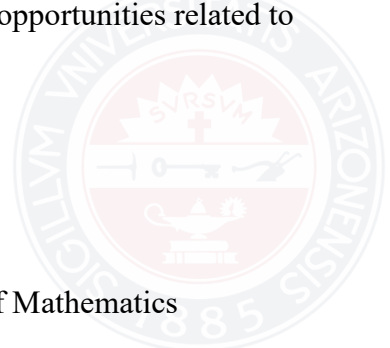 opportunities related to
SIGILLVM VNIVERSITATIS ARIZONENSIS
SVRSVM
f Mathematics
1885